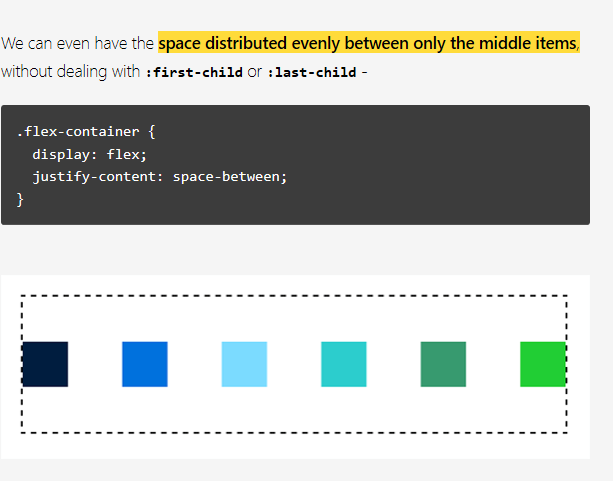 We can even have the space distributed evenly between only the middle items,
without dealing with :first-child or :last-child -
.flex-container {
  display: flex;
  justify-content: space-between;
}